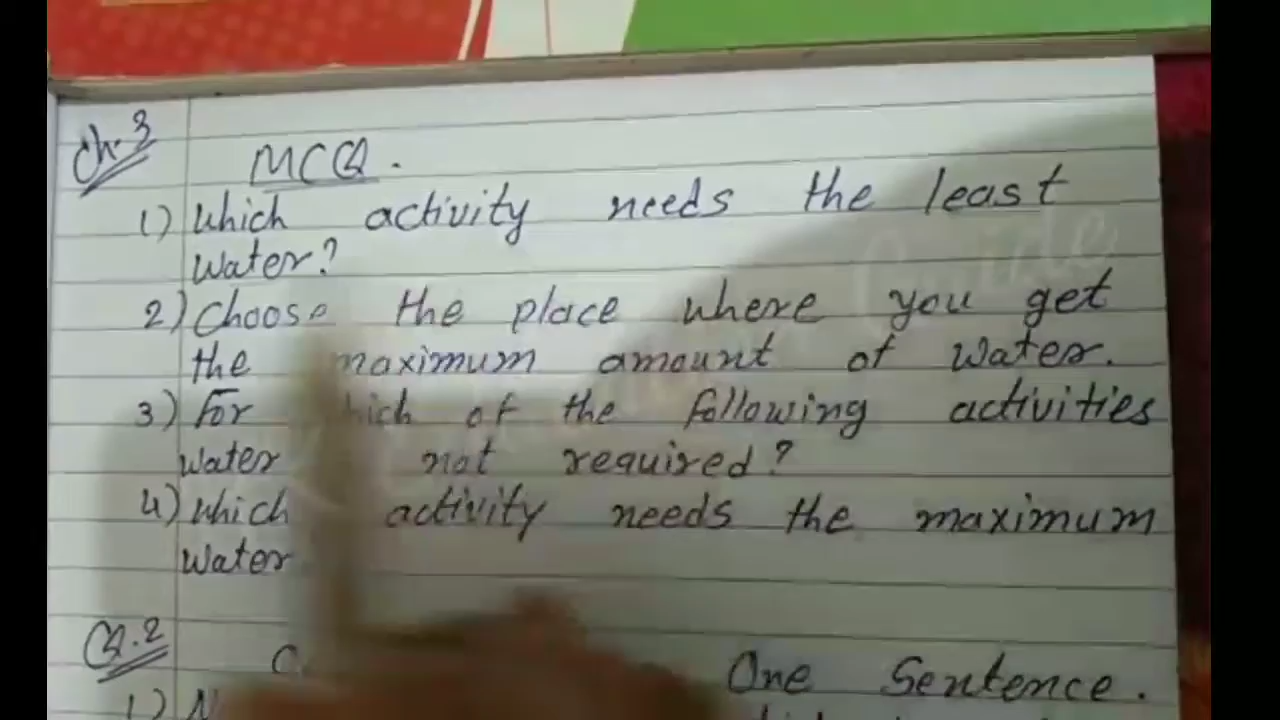 Ch. 3
MCQ.
1) Which activity needs the least
Water?
2) Choose the place where you get
the maximum amount of Water.
3) For which of the following activities
Water not required?
4) Which activity needs the maximum
Water
Q.2
One Sentence.
1)